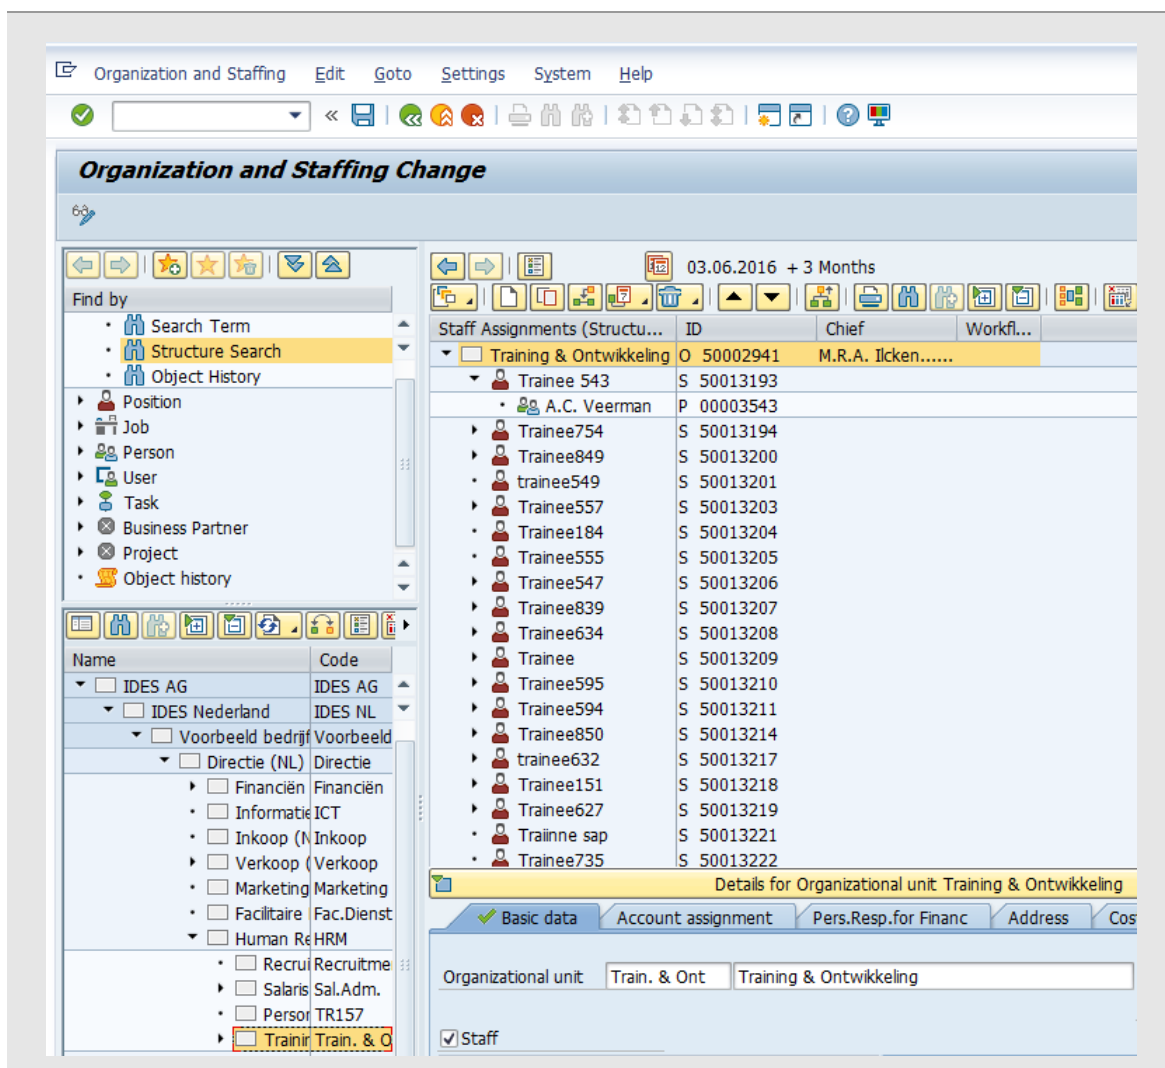 Organization and Staffing Edit Goto Settings System Help
Organization and Staffing Change
Find by
Search Term
Structure Search
Object History
Position
Job
Person
User
Task
Business Partner
Project
Object history
Name Code
IDES AG IDES AG
IDES Nederland IDES NL
Voorbeeld bedrijf Voorbeeld
Directie (NL) Directie
Financiën Financiën
Informatie ICT
Inkoop (N Inkoop
Verkoop ( Verkoop
Marketing Marketing
Facilitaire Fac.Dienst
Human Re HRM
Recrui Recruitme
Salaris Sal.Adm.
Person TR157
Trainin Train. & O
03.06.2016 + 3 Months
Staff Assignments (Structu... ID Chief Workfl...
Training & Ontwikkeling O 50002941 M.R.A. Ilcken......
Trainee 543 S 50013193
A.C. Veerman P 00003543
Trainee754 S 50013194
Trainee849 S 50013200
trainee549 S 50013201
Trainee557 S 50013203
Trainee184 S 50013204
Trainee555 S 50013205
Trainee547 S 50013206
Trainee839 S 50013207
Trainee634 S 50013208
Trainee S 50013209
Trainee595 S 50013210
Trainee594 S 50013211
Trainee850 S 50013214
trainee632 S 50013217
Trainee151 S 50013218
Trainee627 S 50013219
Traiinne sap S 50013221
Trainee735 S 50013222
Details for Organizational unit Training & Ontwikkeling
Basic data Account assignment Pers.Resp.for Financ Address Cos
Organizational unit Train. & Ont Training & Ontwikkeling
Staff